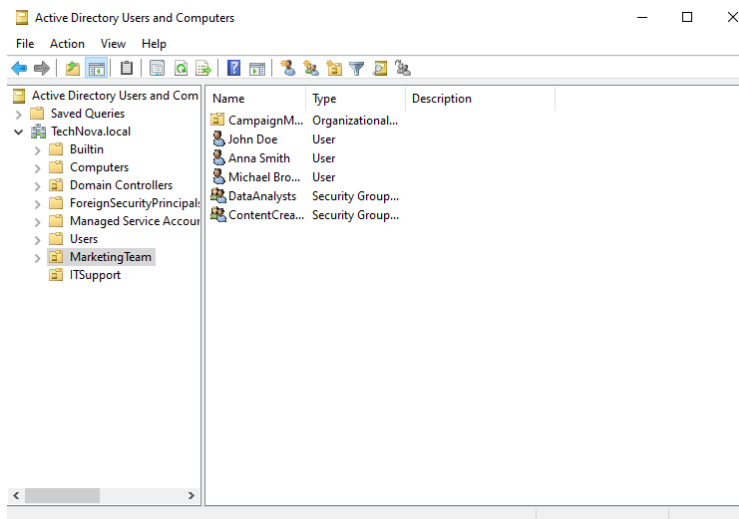 Active Directory Users and Computers
File Action View Help
Active Directory Users and Com
Saved Queries
TechNova.local
Builtin
Computers
Domain Controllers
ForeignSecurityPrincipals
Managed Service Accour
Users
MarketingTeam
ITSupport
Name Type Description
CampaignM... Organizational...
John Doe User
Anna Smith User
Michael Bro... User
DataAnalysts Security Group...
ContentCrea... Security Group...